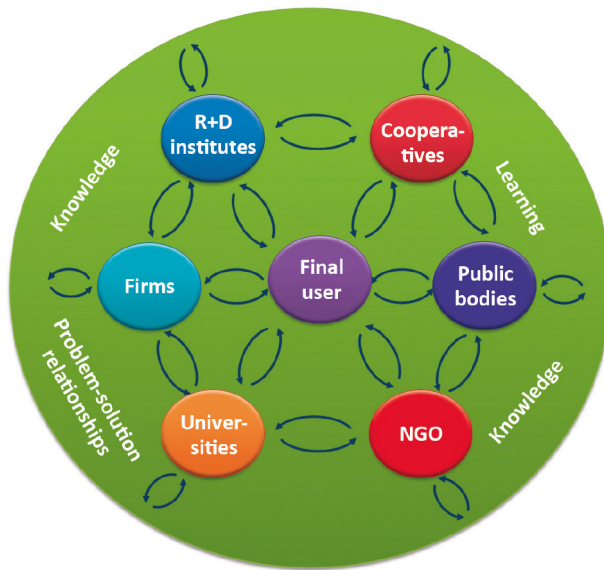 R+D
institutes
Coopera-
tives
Knowledge
Learning
Firms
Final
user
Public
bodies
Problem-solution
relationships
Knowledge
Univer-
sities
NGO